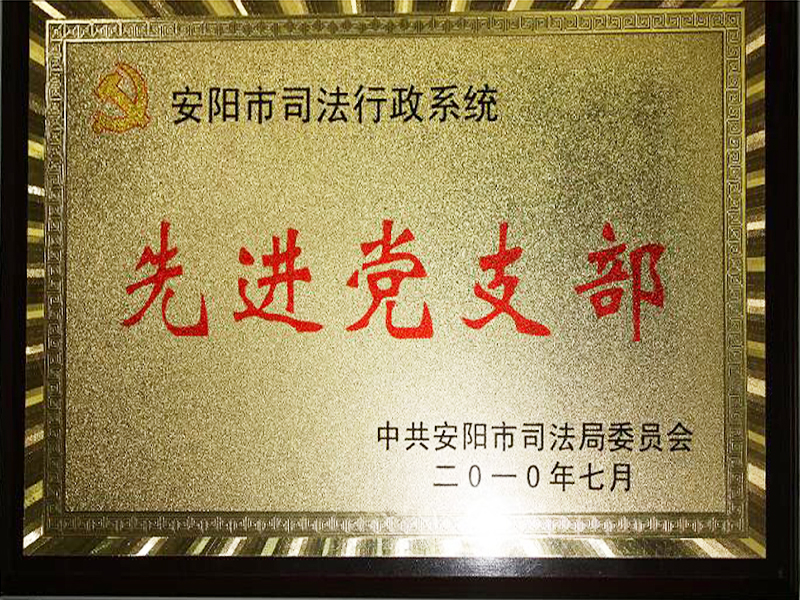 安阳市司法行政系统
先进党支部
中共安阳市司法局委员会
二0一0年七月